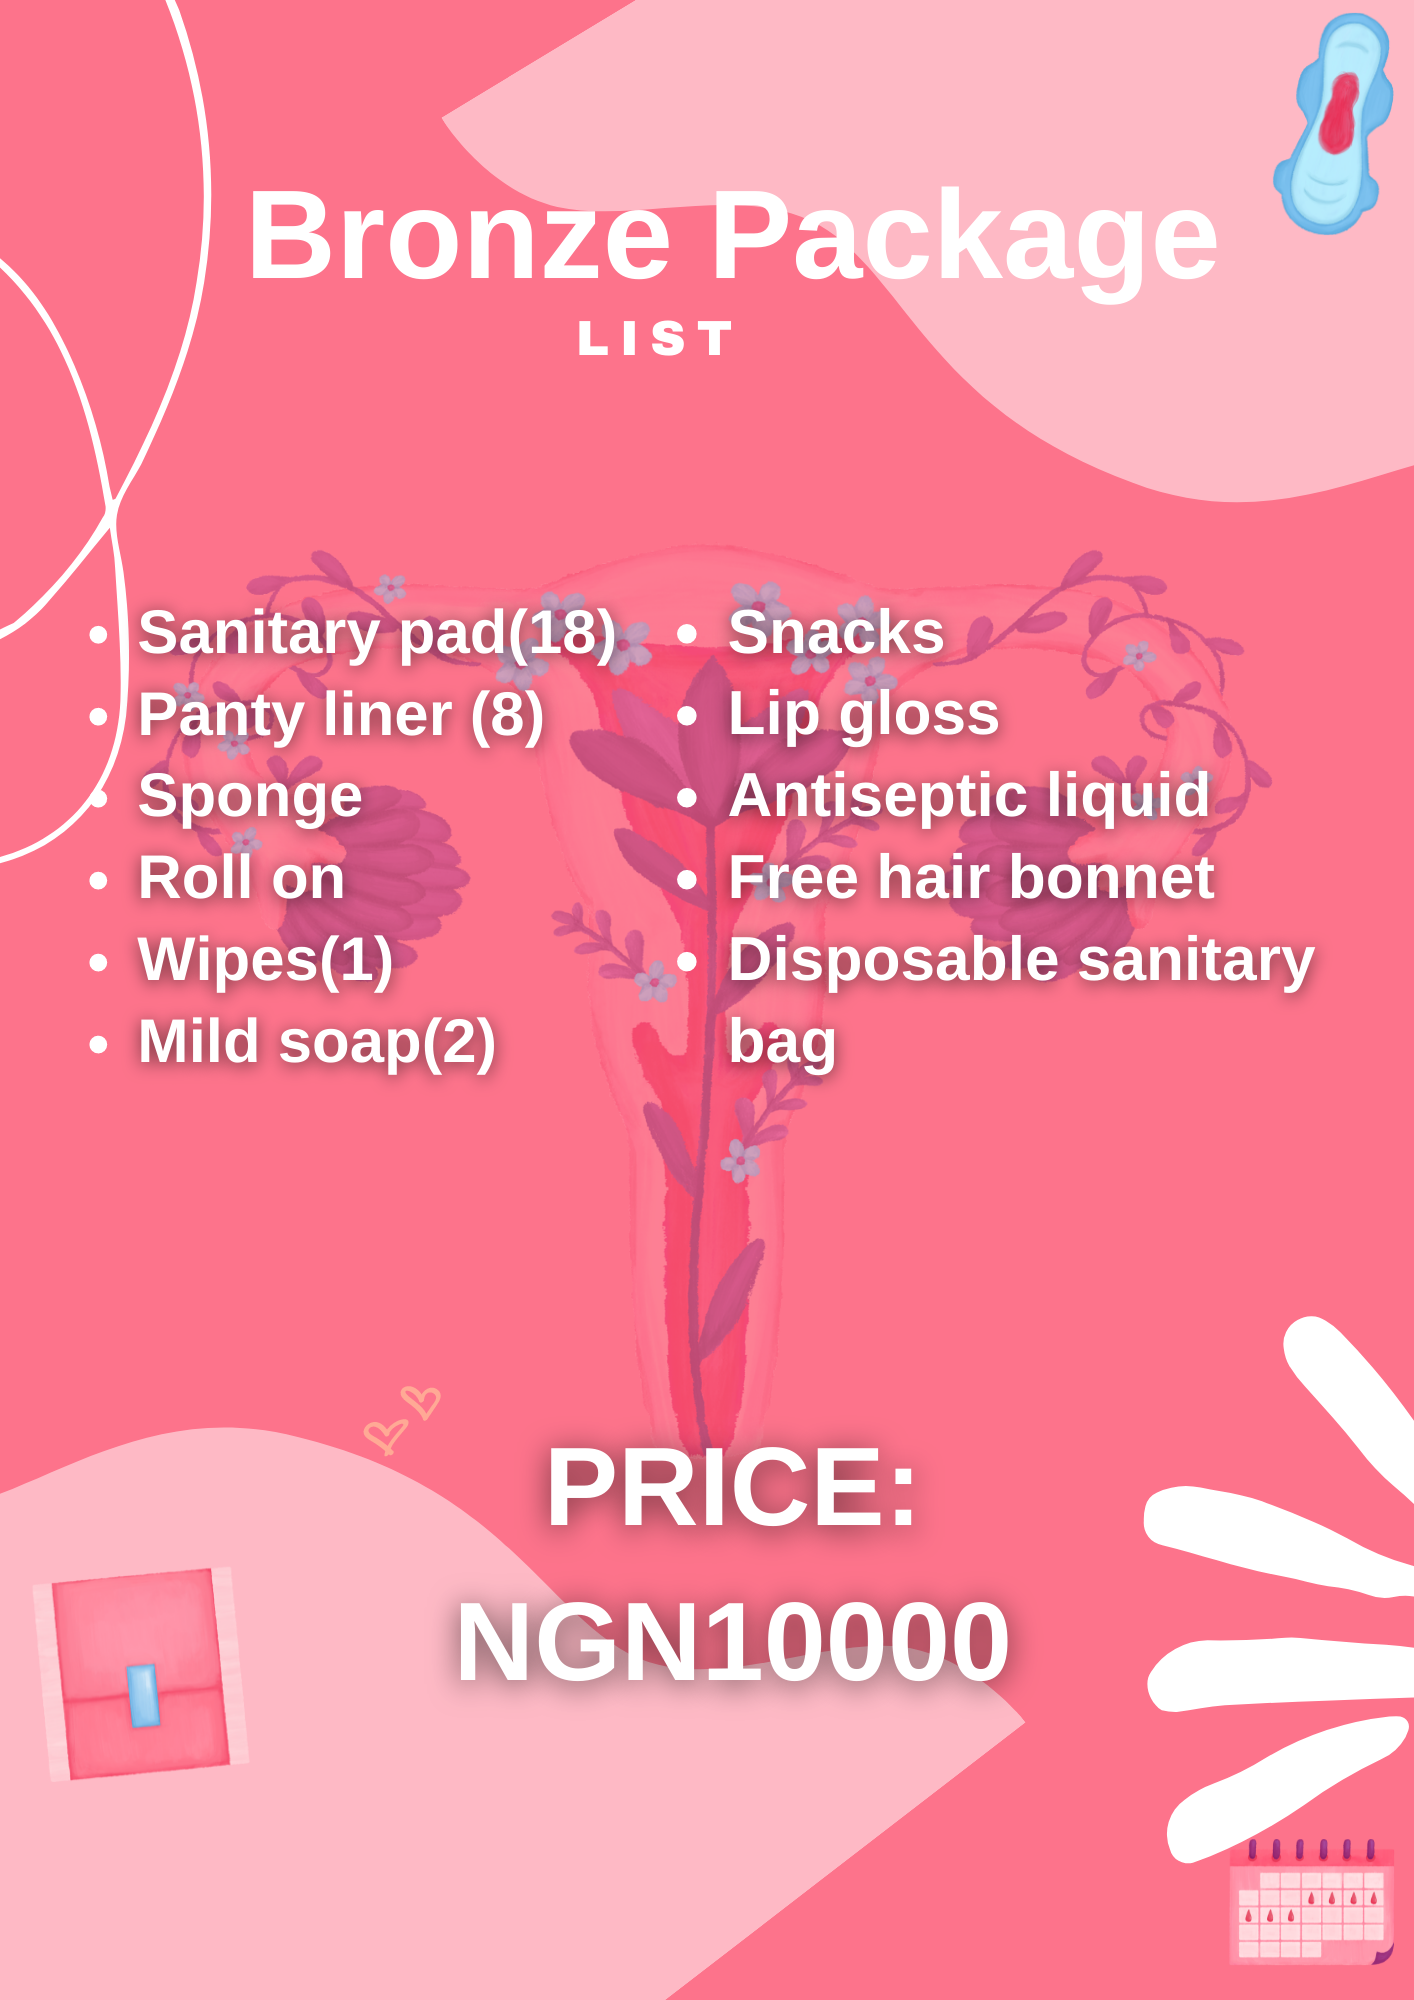 Bronze Package
LIST
• Sanitary pad(18)
• Panty liner (8)
• Sponge
• Roll on
• Wipes(1)
• Mild soap(2)
• Snacks
• Lip gloss
• Antiseptic liquid
• Free hair bonnet
• Disposable sanitary
bag
PRICE:
NGN10000